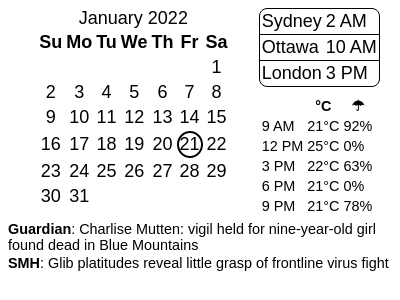 January 2022
Su Mo Tu We Th Fr Sa
1
2 3 4 5 6 7 8
9 10 11 12 13 14 15
16 17 18 19 20 21 22
23 24 25 26 27 28 29
30 31
Sydney 2 AM
Ottawa 10 AM
London 3 PM
°C ☂
9 AM 21°C 92%
12 PM 25°C 0%
3 PM 22°C 63%
6 PM 21°C 0%
9 PM 21°C 78%
Guardian: Charlise Mutten: vigil held for nine-year-old girl
found dead in Blue Mountains
SMH: Glib platitudes reveal little grasp of frontline virus fight